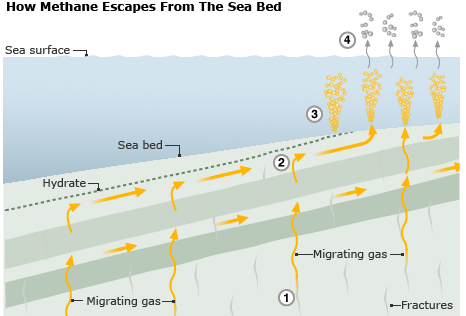 How Methane Escapes From The Sea Bed
4
Sea surface
3
Sea bed
2
Hydrate
Migrating gas
Migrating gas
1
Fractures